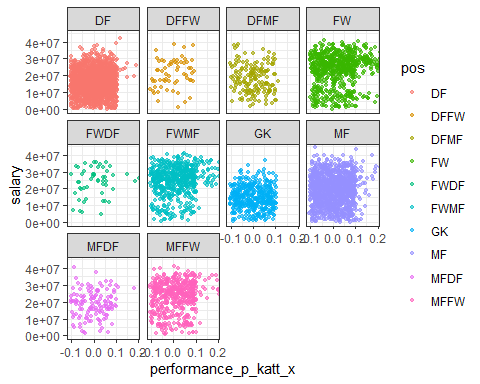 DF DFFW DFMF FW
4e+07
3e+07
2e+07
1e+07
0e+00
FWDF FWMF GK MF
4e+07
3e+07
2e+07
1e+07
0e+00
-0.1 0.0 0.1 0.2 -0.1 0.0 0.1 0.2
MFDF MFFW
4e+07
3e+07
2e+07
1e+07
0e+00
-0.1 0.0 0.1 0.2 -0.1 0.0 0.1 0.2
salary
performance_p_katt_x
pos
DF
DFFW
DFMF
FW
FWDF
FWMF
GK
MF
MFDF
MFFW